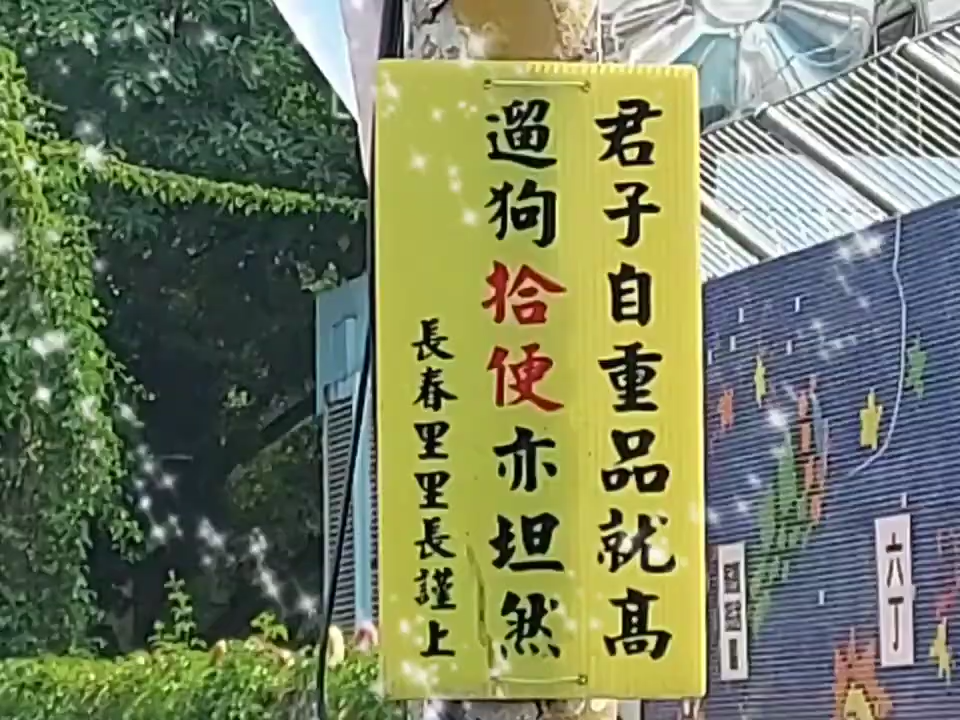 君子自重品就高
遛狗拾便亦坦然
長春里里長謹上
六丁